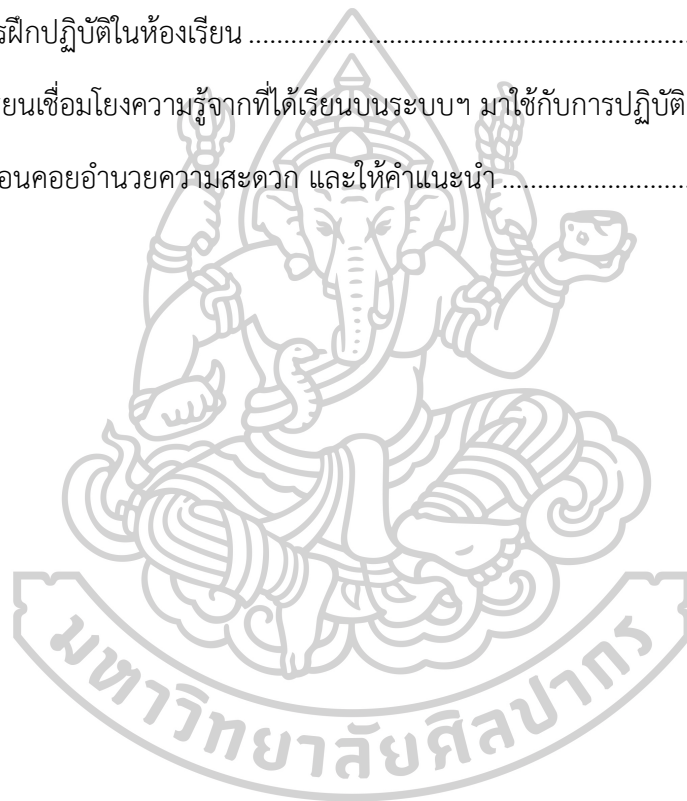 รฝึกปฏิบัติในห้องเรียน ........................................................................
ยนเชื่อมโยงความรู้จากที่ได้เรียนบนระบบฯ มาใช้กับการปฏิบัติ
อนคอยอำนวยความสะดวก และให้คำแนะนำ ..............................
มหาวิทยาลัยศิลปากร